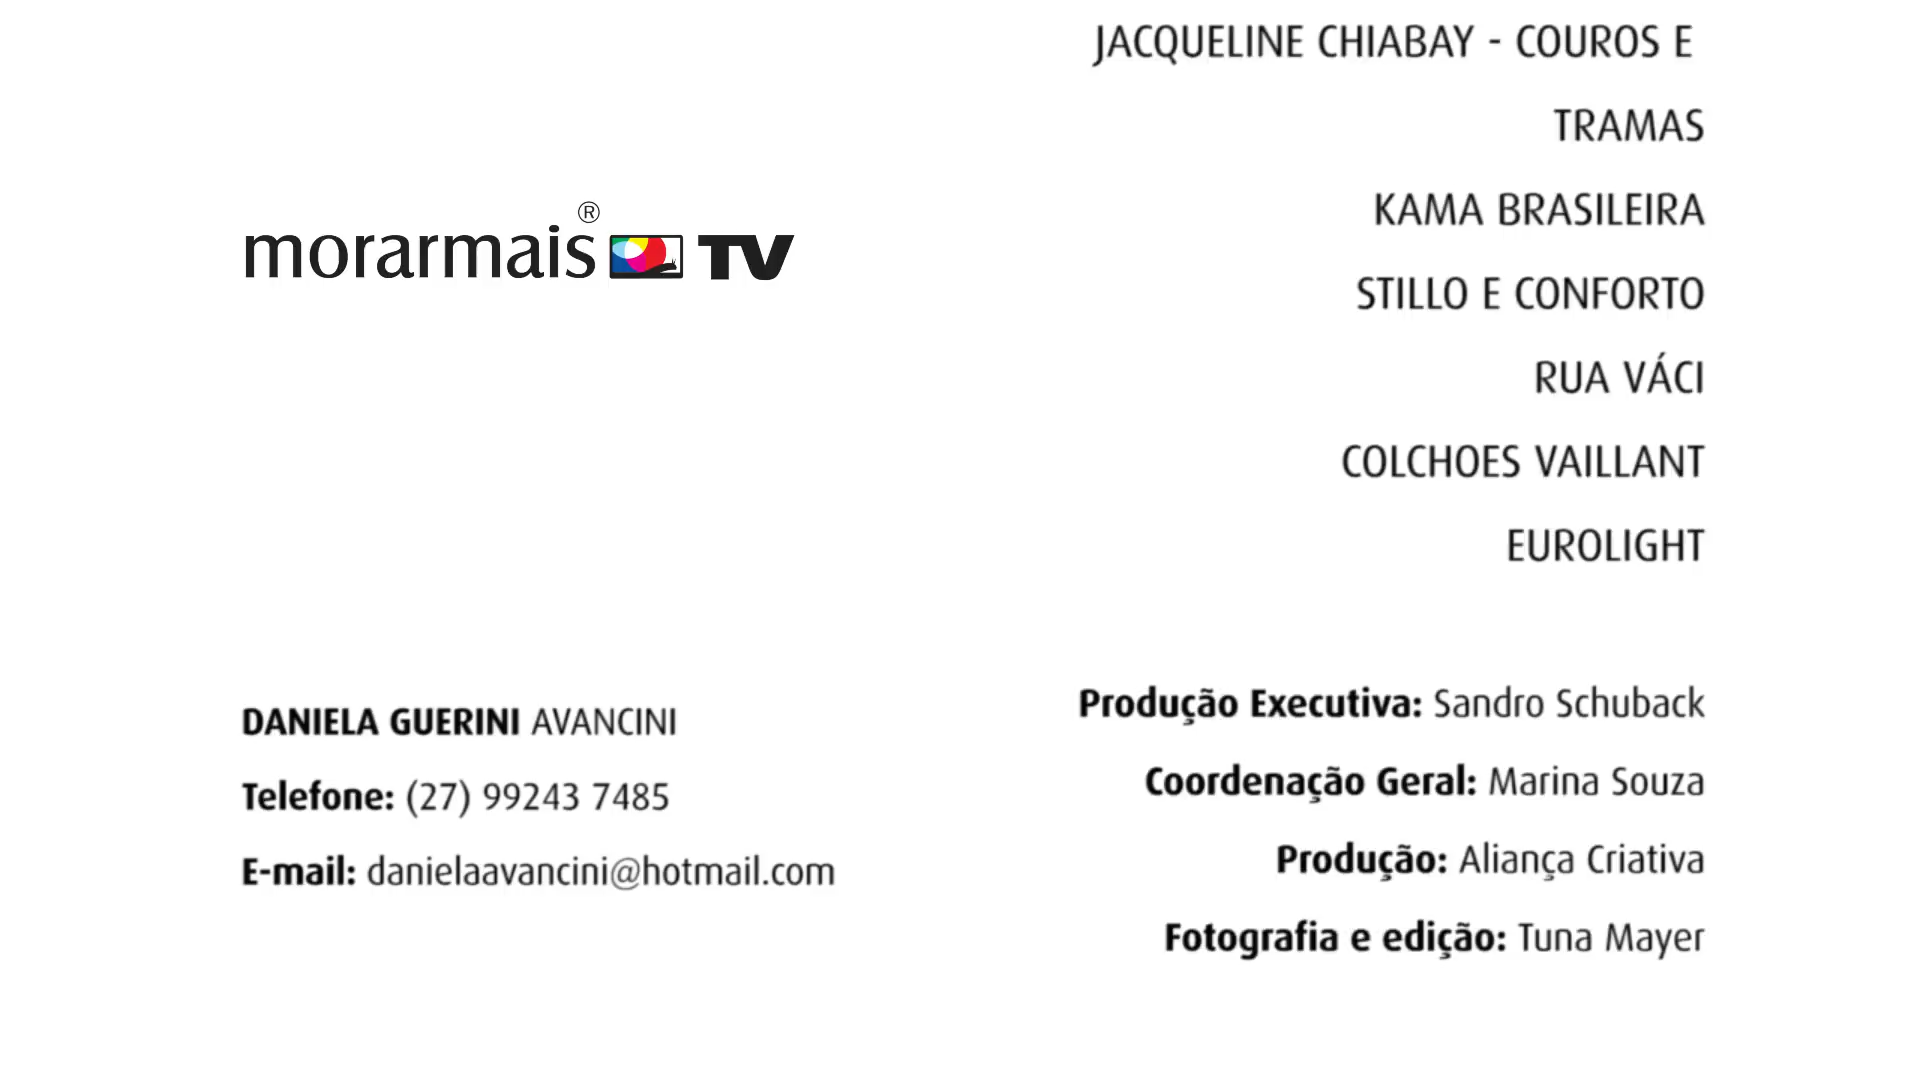 morarmais® TV
DANIELA GUERINI AVANCINI
Telefone: (27) 99243 7485
E-mail: danielaavancini@hotmail.com
JACQUELINE CHIABAY - COUROS E
TRAMAS
KAMA BRASILEIRA
STILLO E CONFORTO
RUA VÁCI
COLCHOES VAILLANT
EUROLIGHT
Produção Executiva: Sandro Schuback
Coordenação Geral: Marina Souza
Produção: Aliança Criativa
Fotografia e edição: Tuna Mayer